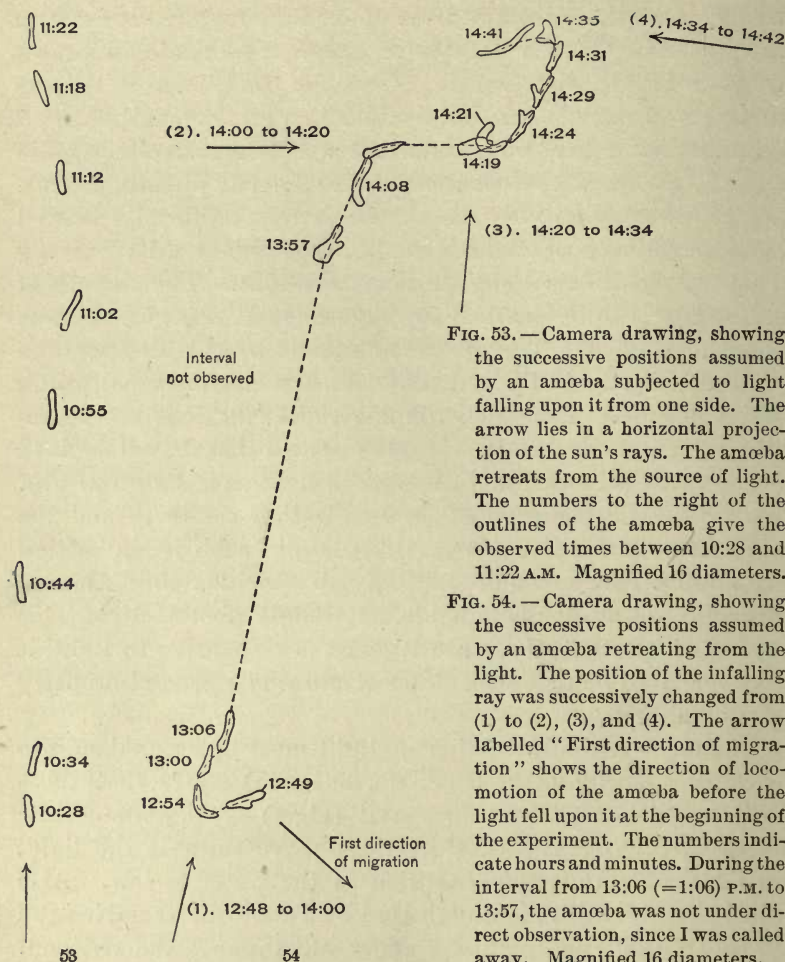 11:22
11:18
11:12
11:02
10:55
10:44
10:34
10:28
53
(2). 14:00 to 14:20
14:41
14:35
(4). 14:34 to 14:42
14:31
14:29
14:24
14:21
14:19
14:08
13:57
(3). 14:20 to 14:34
Interval
not observed
13:06
13:00
12:54
12:49
First direction
of migration
(1). 12:48 to 14:00
54
FIG. 53.—Camera drawing, showing
the successive positions assumed
by an amœba subjected to light
falling upon it from one side. The
arrow lies in a horizontal projec-
tion of the sun's rays. The amœba
retreats from the source of light.
The numbers to the right of the
outlines of the amœba give the
observed times between 10:28 and
11:22 A.M. Magnified 16 diameters.
FIG. 54.—Camera drawing, showing
the successive positions assumed
by an amœba retreating from the
light. The position of the infalling
ray was successively changed from
(1) to (2), (3), and (4). The arrow
labelled "First direction of migra-
tion" shows the direction of loco-
motion of the amœba before the
light fell upon it at the beginning of
the experiment. The numbers indi-
cate hours and minutes. During the
interval from 13:06 (=1:06) P.M. to
13:57, the amœba was not under di-
rect observation, since I was called
away. Magnified 16 diameters.